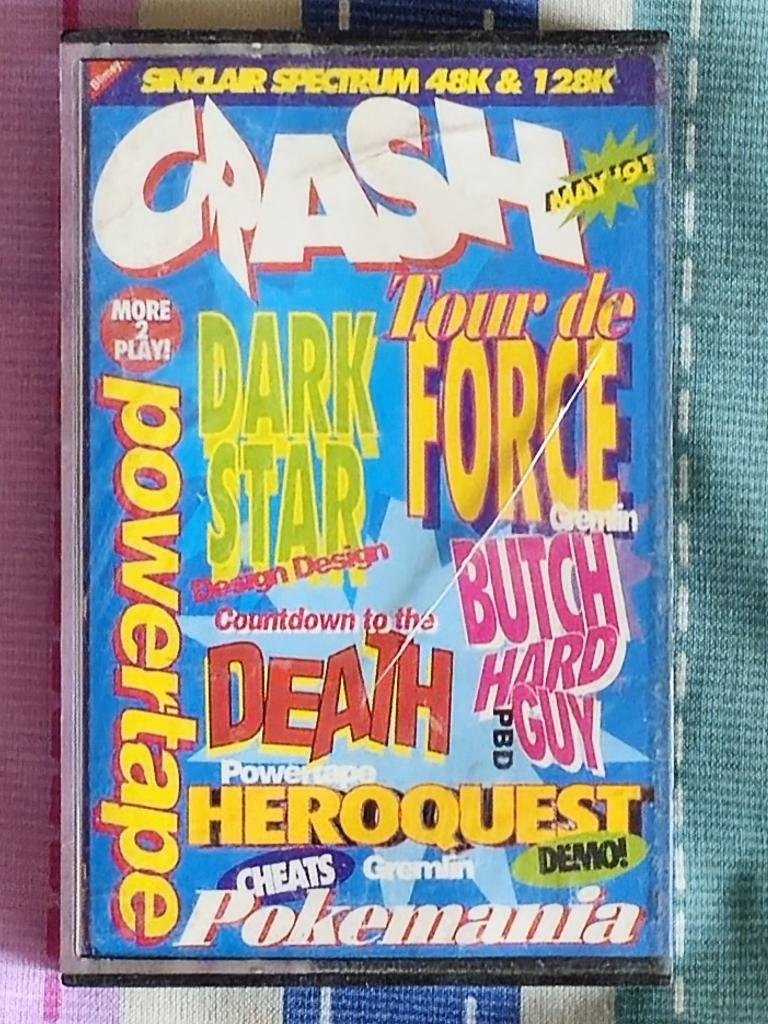 Blimey!
SINCLAIR SPECTRUM 48K & 128K
CRASH
MAY '91
MORE
2
PLAY!
powertape
DARK
STAR
Design Design
Tour de
FORCE
Gremlin
BUTCH
HARD
GUY
PBD
Countdown to the
DEATH
Powertape
HEROQUEST
DEMO!
Gremlin
CHEATS
Pokemania